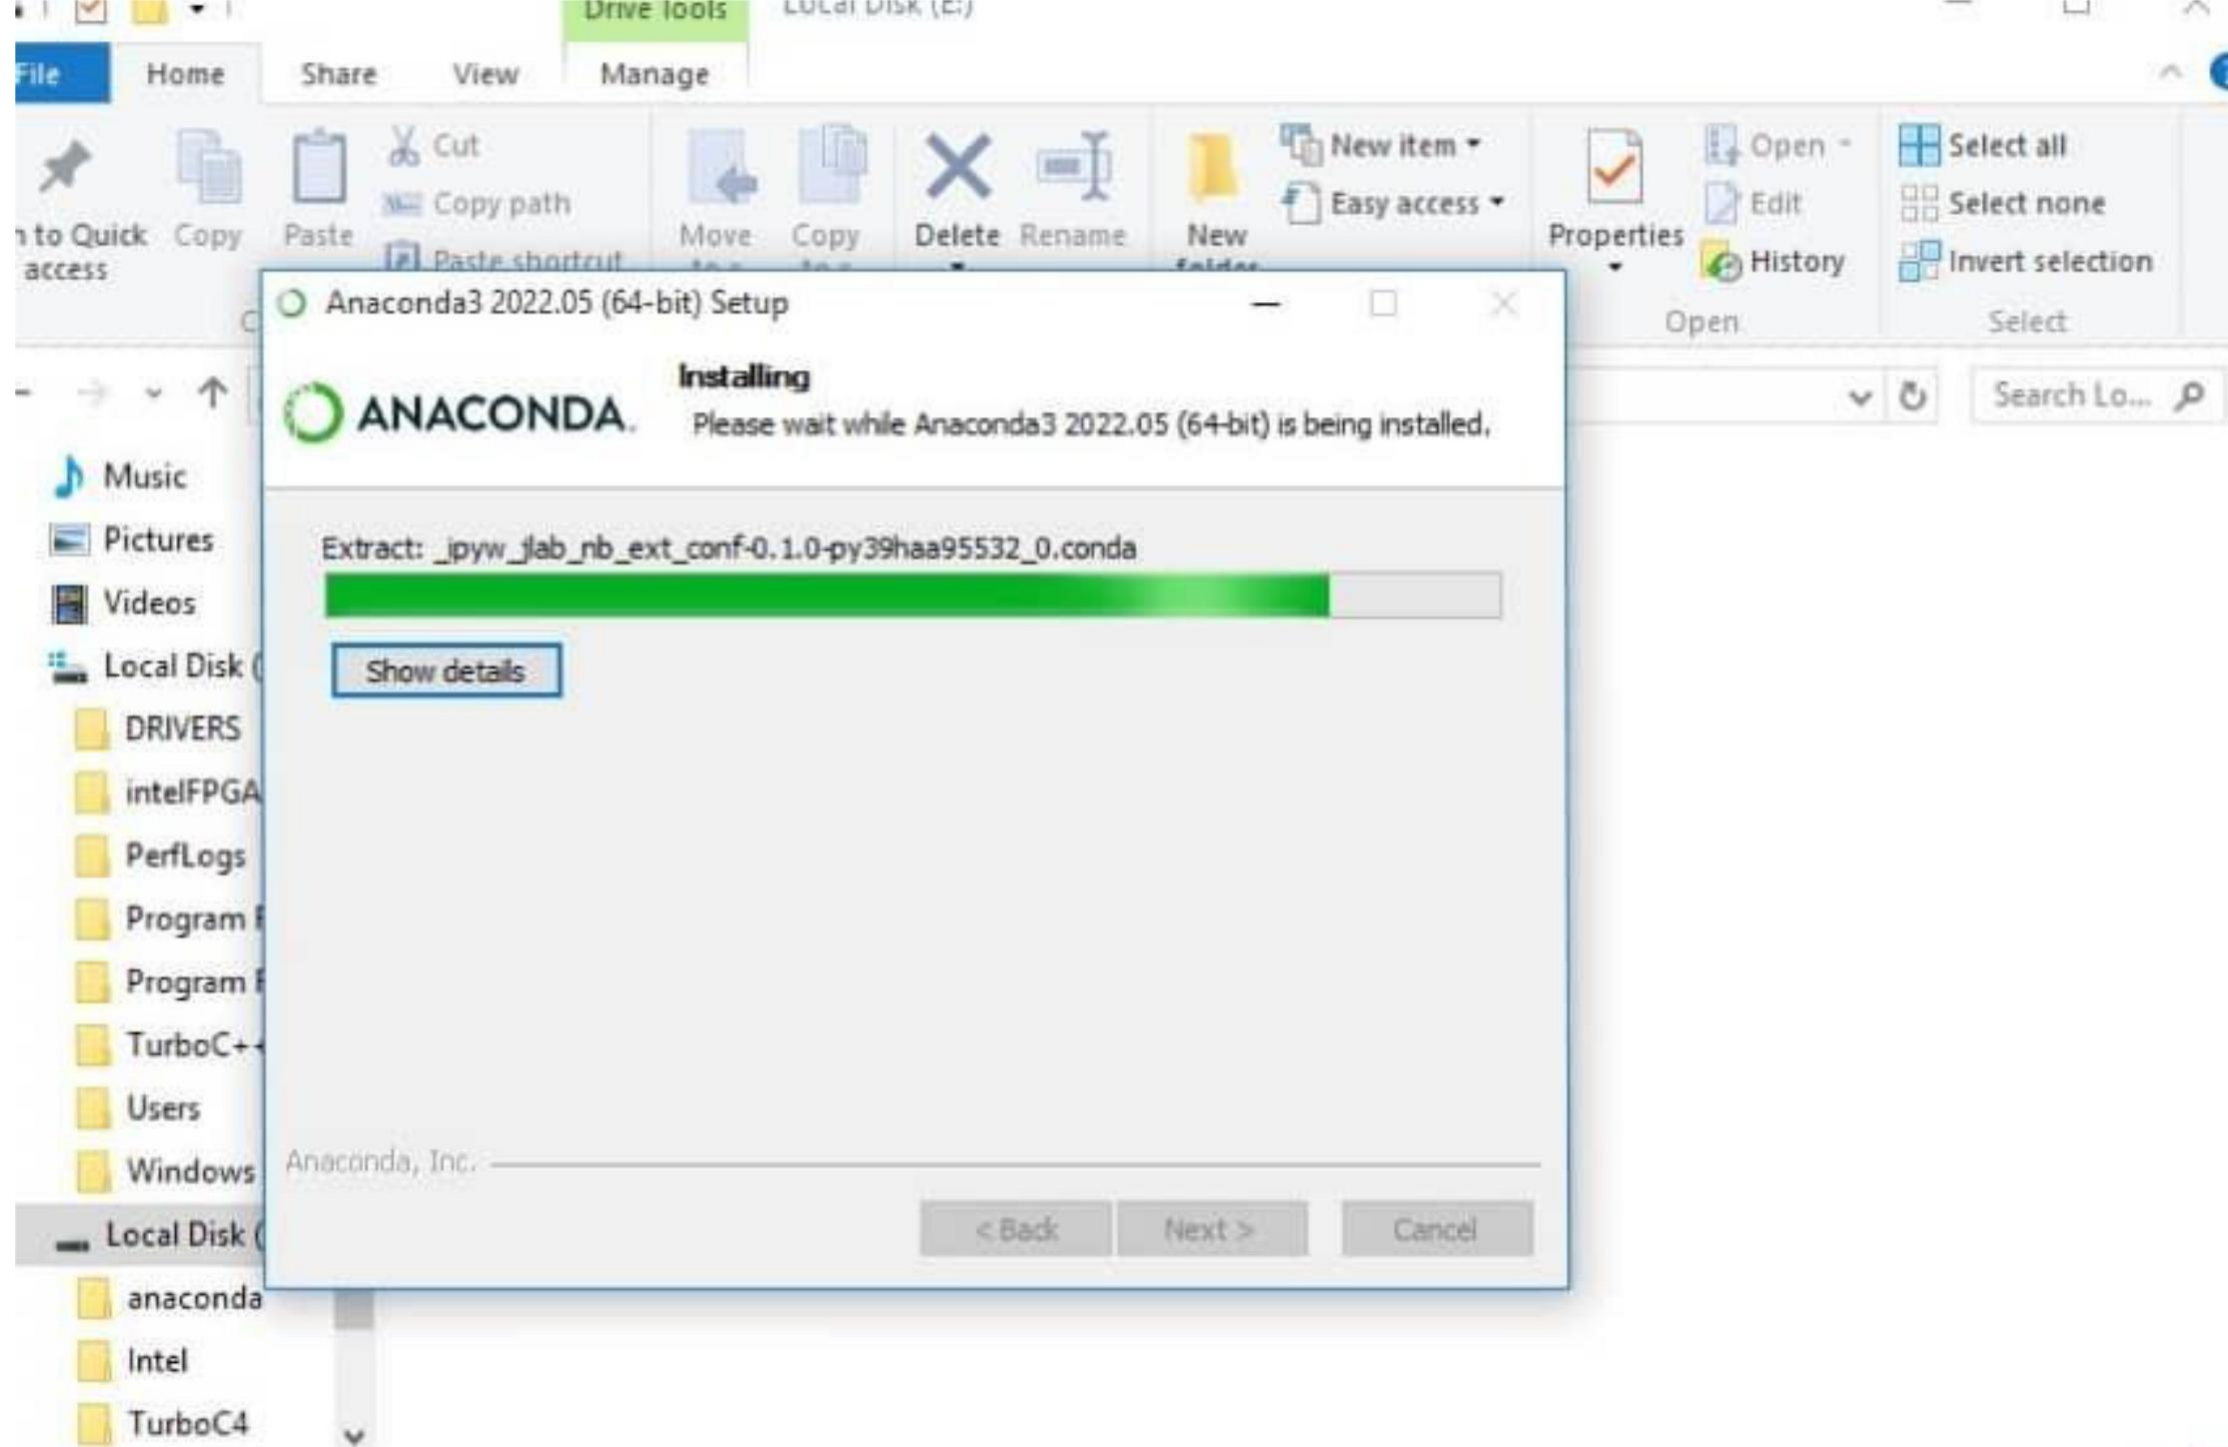 Drive Tools
Local Disk (E:)
File
Home
Share
View
Manage
Cut
Copy path
Paste shortcut
to Quick
access
Copy
Paste
Move
Copy
Delete
Rename
New
folder
New item
Easy access
Properties
Open
Edit
History
Select all
Select none
Invert selection
Open
Select
Search Lo...
Anaconda3 2022.05 (64-bit) Setup
ANACONDA.
Installing
Please wait while Anaconda3 2022.05 (64-bit) is being installed.
Extract: _ipyw_jlab_nb_ext_conf-0.1.0-py39haa95532_0.conda
Show details
Anaconda, Inc.
< Back
Next >
Cancel
Music
Pictures
Videos
Local Disk (
DRIVERS
intelFPGA
PerfLogs
Program F
Program F
TurboC++
Users
Windows
Local Disk (
anaconda
Intel
TurboC4